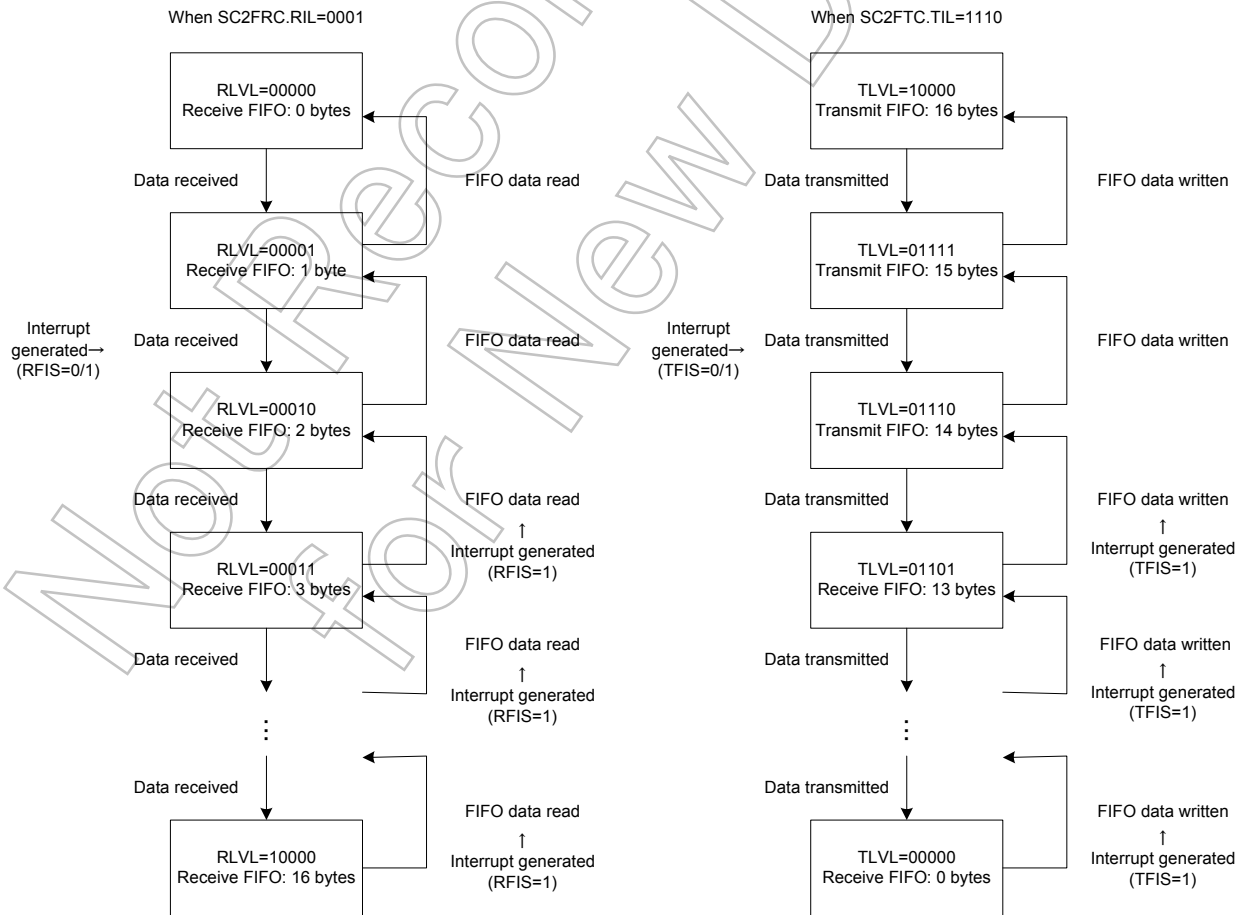 When SC2FRC.RIL=0001
RLVL=00000
Receive FIFO: 0 bytes
Data received
FIFO data read
RLVL=00001
Receive FIFO: 1 byte
Interrupt
generated→
(RFIS=0/1)
Data received
FIFO data read
RLVL=00010
Receive FIFO: 2 bytes
Data received
FIFO data read
↑
Interrupt generated
(RFIS=1)
RLVL=00011
Receive FIFO: 3 bytes
Data received
FIFO data read
↑
Interrupt generated
(RFIS=1)
⋮
Data received
FIFO data read
↑
Interrupt generated
(RFIS=1)
RLVL=10000
Receive FIFO: 16 bytes
When SC2FTC.TIL=1110
TLVL=10000
Transmit FIFO: 16 bytes
Data transmitted
FIFO data written
TLVL=01111
Transmit FIFO: 15 bytes
Interrupt
generated→
(TFIS=0/1)
Data transmitted
FIFO data written
TLVL=01110
Transmit FIFO: 14 bytes
Data transmitted
FIFO data written
↑
Interrupt generated
(TFIS=1)
TLVL=01101
Receive FIFO: 13 bytes
Data transmitted
FIFO data written
↑
Interrupt generated
(TFIS=1)
⋮
Data transmitted
FIFO data written
↑
Interrupt generated
(TFIS=1)
TLVL=00000
Receive FIFO: 0 bytes
Not Reco
for New D